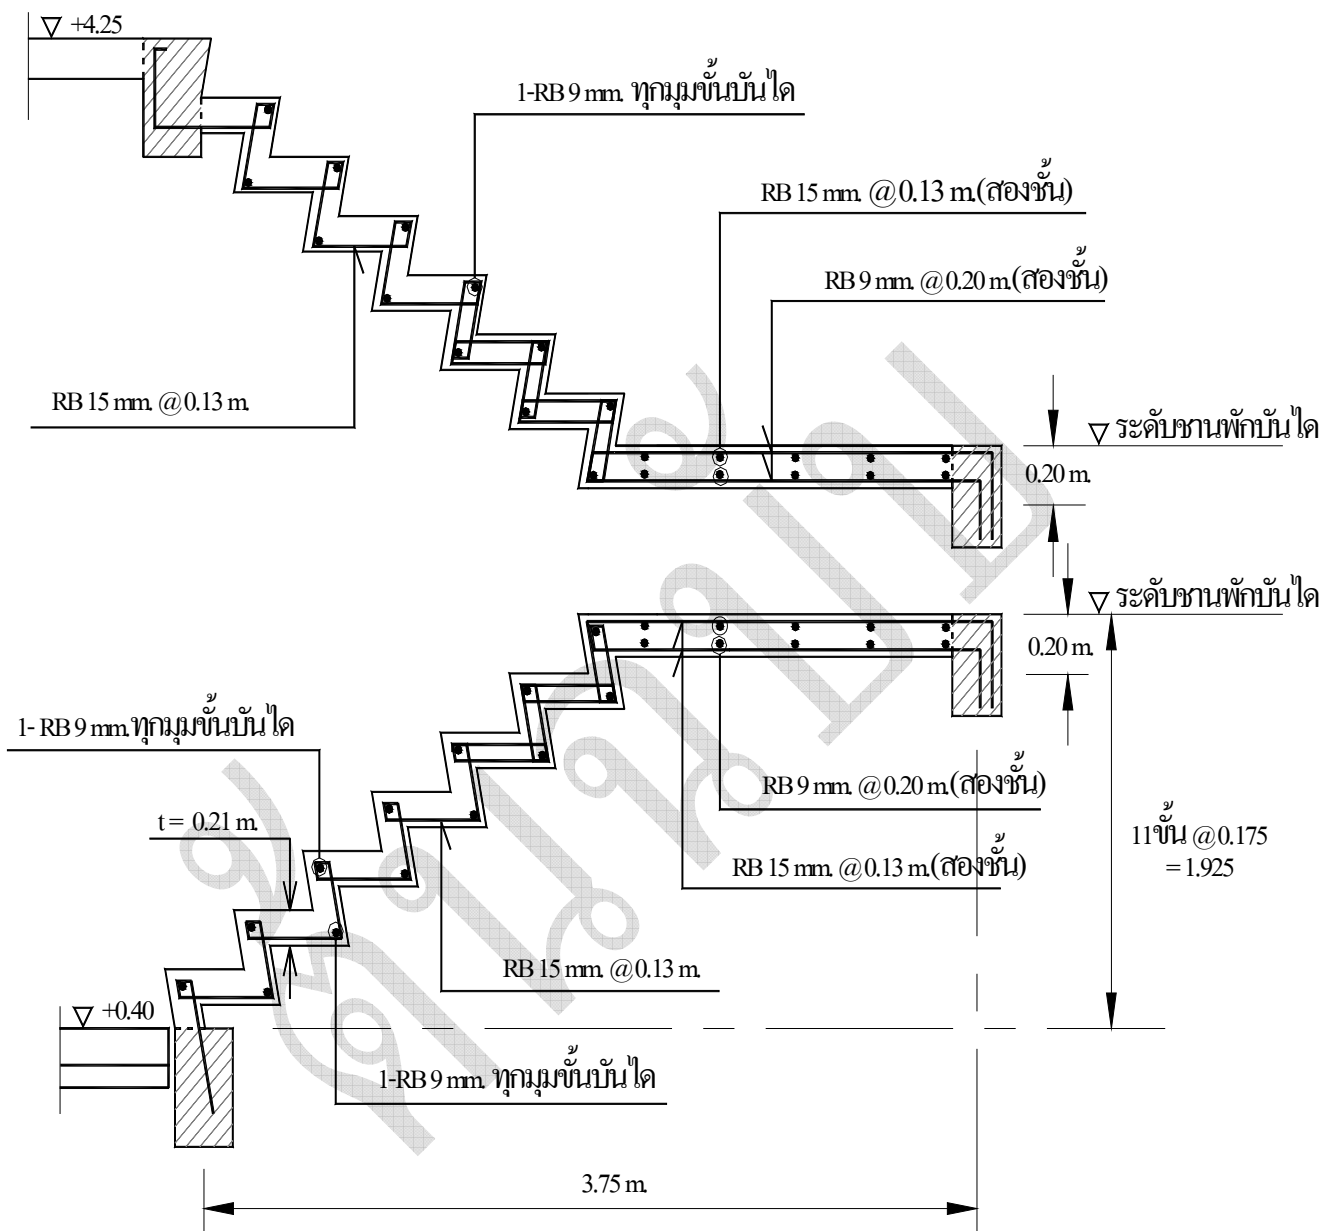 +4.25
1-RB 9 mm. ทุกมุมขั้นบันได
RB 15 mm. @ 0.13 m.(สองชั้น)
RB 9 mm. @ 0.20 m.(สองชั้น)
RB 15 mm. @ 0.13 m.
ระดับชานพักบันได
0.20 m.
ระดับชานพักบันได
0.20 m.
1- RB 9 mm.ทุกมุมขั้นบันได
RB 9 mm. @ 0.20 m.(สองชั้น)
t = 0.21 m.
11ขั้น @ 0.175
= 1.925
RB 15 mm. @ 0.13 m.(สองชั้น)
RB 15 mm. @ 0.13 m.
+0.40
1-RB 9 mm. ทุกมุมขั้นบันได
3.75 m.